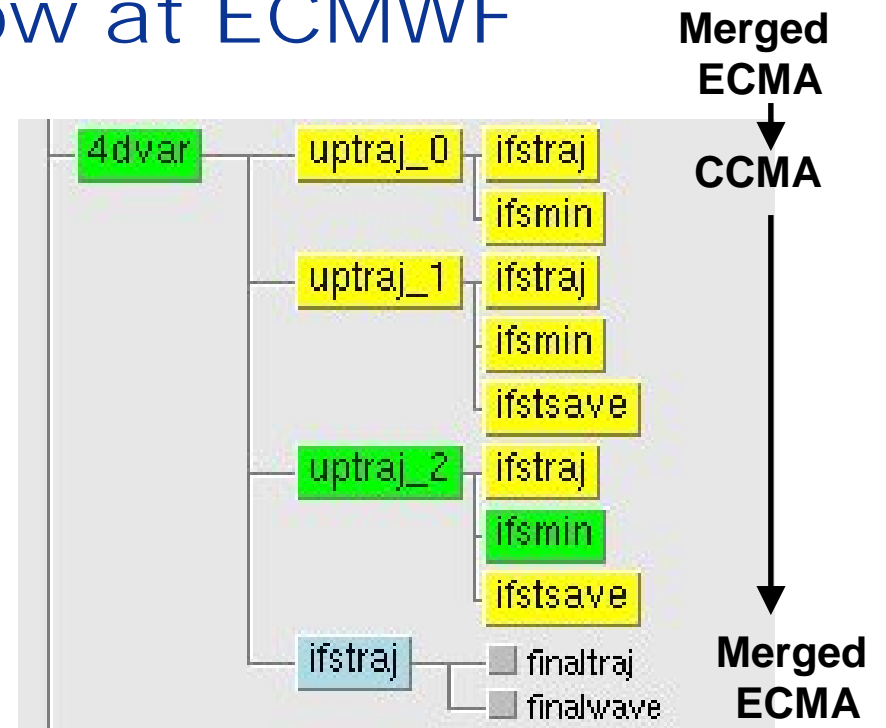 at ECMWF
Merged
ECMA
CCMA
4dvar
uptraj_0
ifstraj
ifsmin
uptraj_1
ifstraj
ifsmin
ifstsave
uptraj_2
ifstraj
ifsmin
ifstsave
ifstraj
finaltraj
finalwave
Merged
ECMA